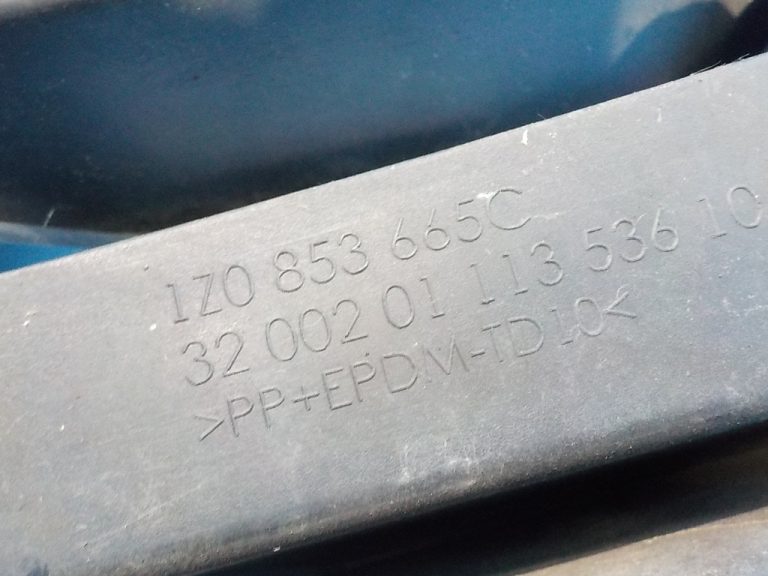 1Z0 853 665C
32 002 01 113 536 10
>PP+EPDM-TD10<